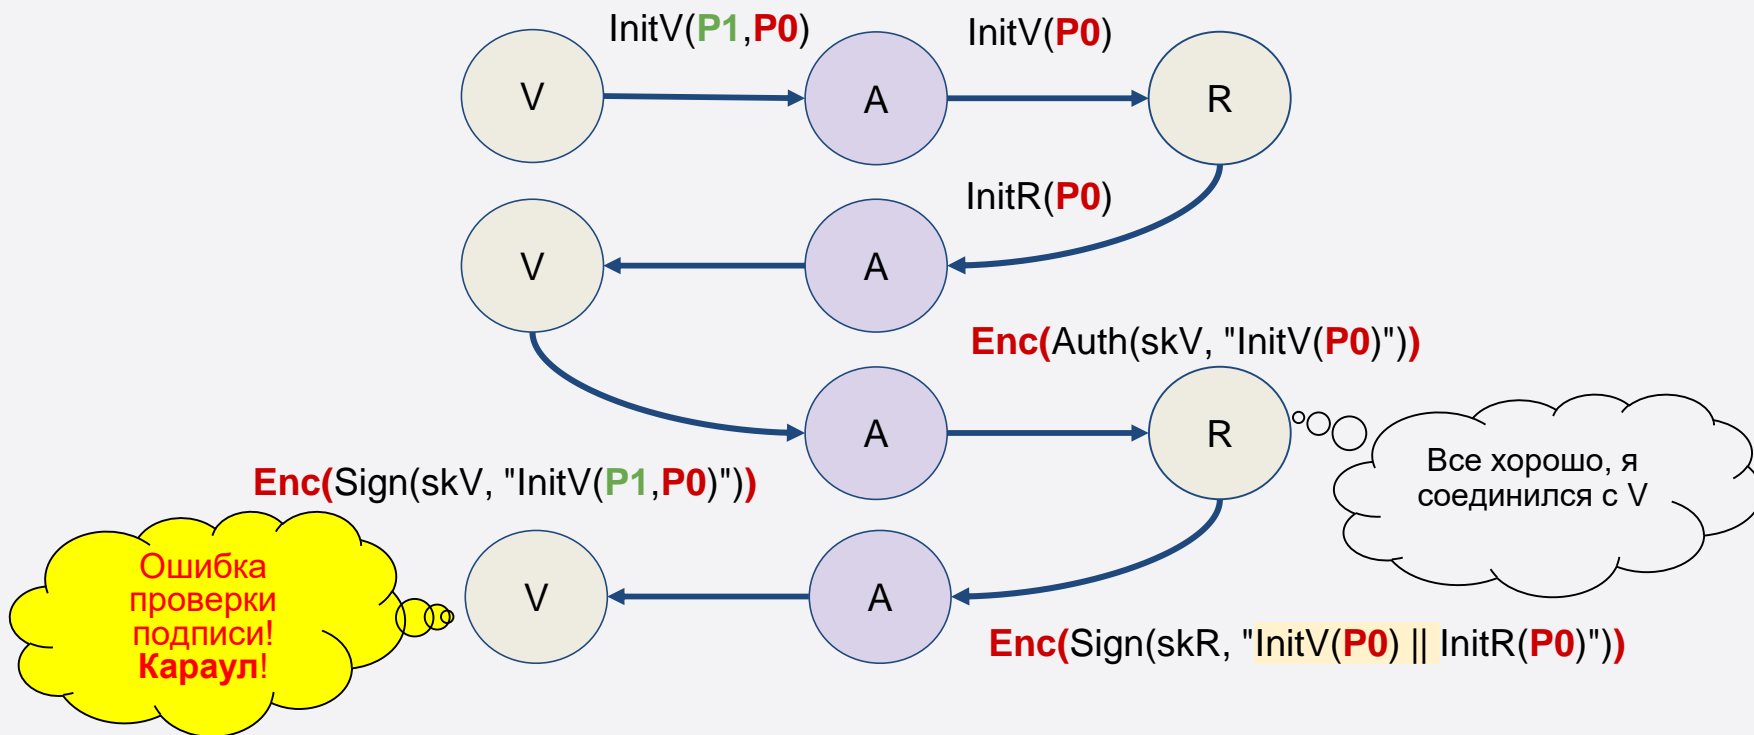 InitV(P1,P0)
InitV(P0)
V
A
R
InitR(P0)
V
A
Enc(Auth(skV, "InitV(P0)"))
A
R
Все хорошо, я
соединился с V
Enc(Sign(skV, "InitV(P1,P0)"))
Ошибка
проверки
подписи!
Караул!
V
A
Enc(Sign(skR, "InitV(P0) || InitR(P0)"))